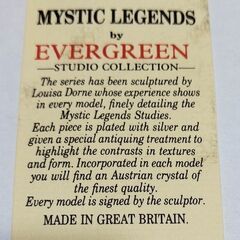 MYSTIC LEGENDS
by
EVERGREEN
—STUDIO COLLECTION—
The series has been sculptured by
Louisa Dorne whose experience shows
in every model, finely detailing the
Mystic Legends Studies.
Each piece is plated with silver and
given a special antiquing treatment to
highlight the contrasts in textures
and form. Incorporated in each model
you will find an Austrian crystal of
the finest quality.
Every model is signed by the sculptor.
MADE IN GREAT BRITAIN.